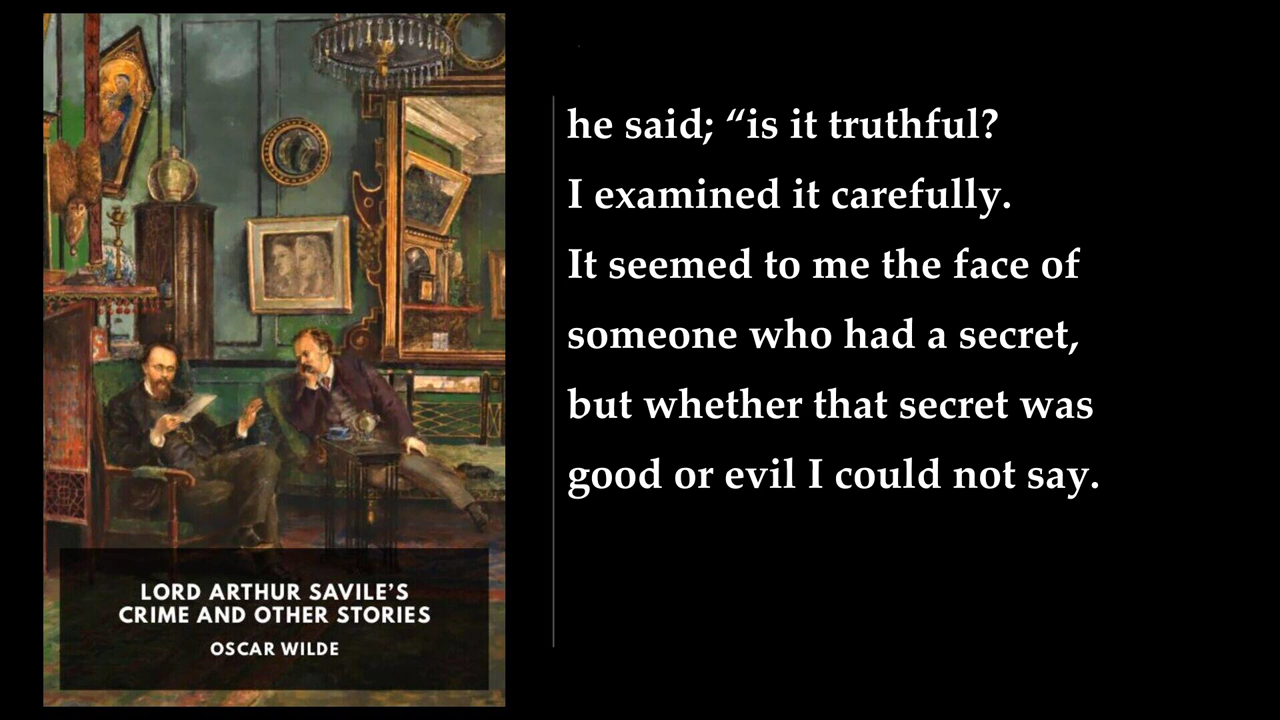 he said; “is it truthful?
I examined it carefully.
It seemed to me the face of
someone who had a secret,
but whether that secret was
good or evil I could not say.
LORD ARTHUR SAVILE’S
CRIME AND OTHER STORIES
OSCAR WILDE